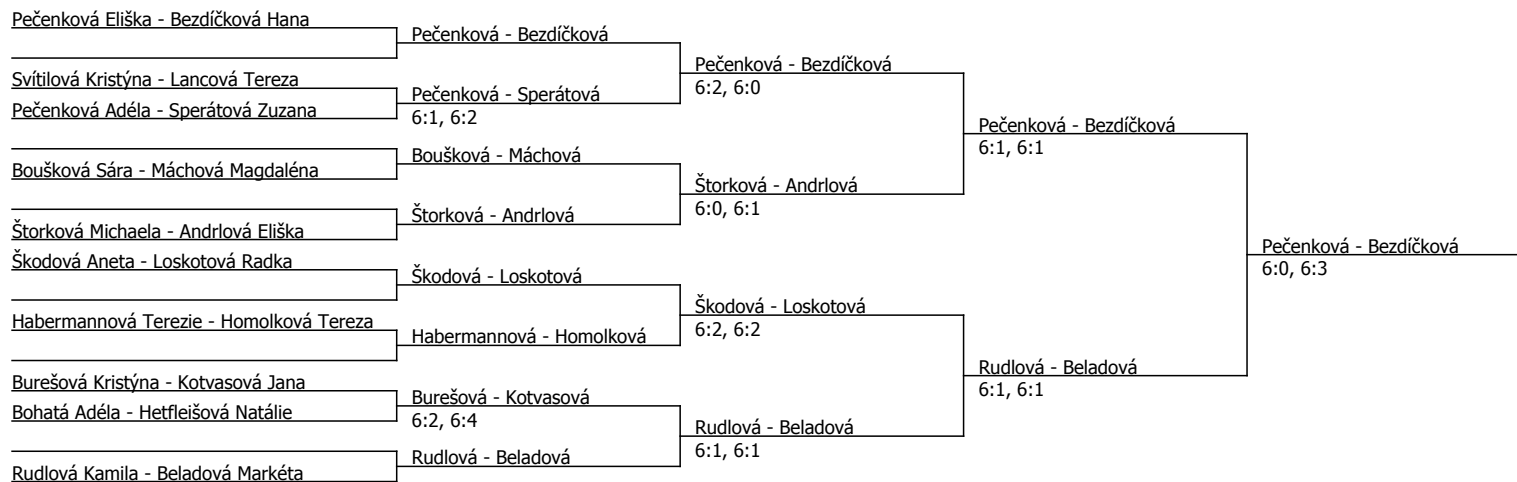 Pečenková Eliška - Bezdíčková Hana
Svítilová Kristýna - Lancová Tereza
Pečenková Adéla - Sperátová Zuzana
Boušková Sára - Máchová Magdaléna
Štorková Michaela - Andrlová Eliška
Škodová Aneta - Loskotová Radka
Habermannová Terezie - Homolková Tereza
Burešová Kristýna - Kotvasová Jana
Bohatá Adéla - Hetfleišová Natálie
Rudlová Kamila - Beladová Markéta
Pečenková - Bezdíčková
Pečenková - Sperátová
6:1, 6:2
Boušková - Máchová
Štorková - Andrlová
Škodová - Loskotová
Habermannová - Homolková
Burešová - Kotvasová
6:2, 6:4
Rudlová - Beladová
Pečenková - Bezdíčková
6:2, 6:0
Štorková - Andrlová
6:0, 6:1
Škodová - Loskotová
6:2, 6:2
Rudlová - Beladová
6:1, 6:1
Pečenková - Bezdíčková
6:1, 6:1
Rudlová - Beladová
6:1, 6:1
Pečenková - Bezdíčková
6:0, 6:3